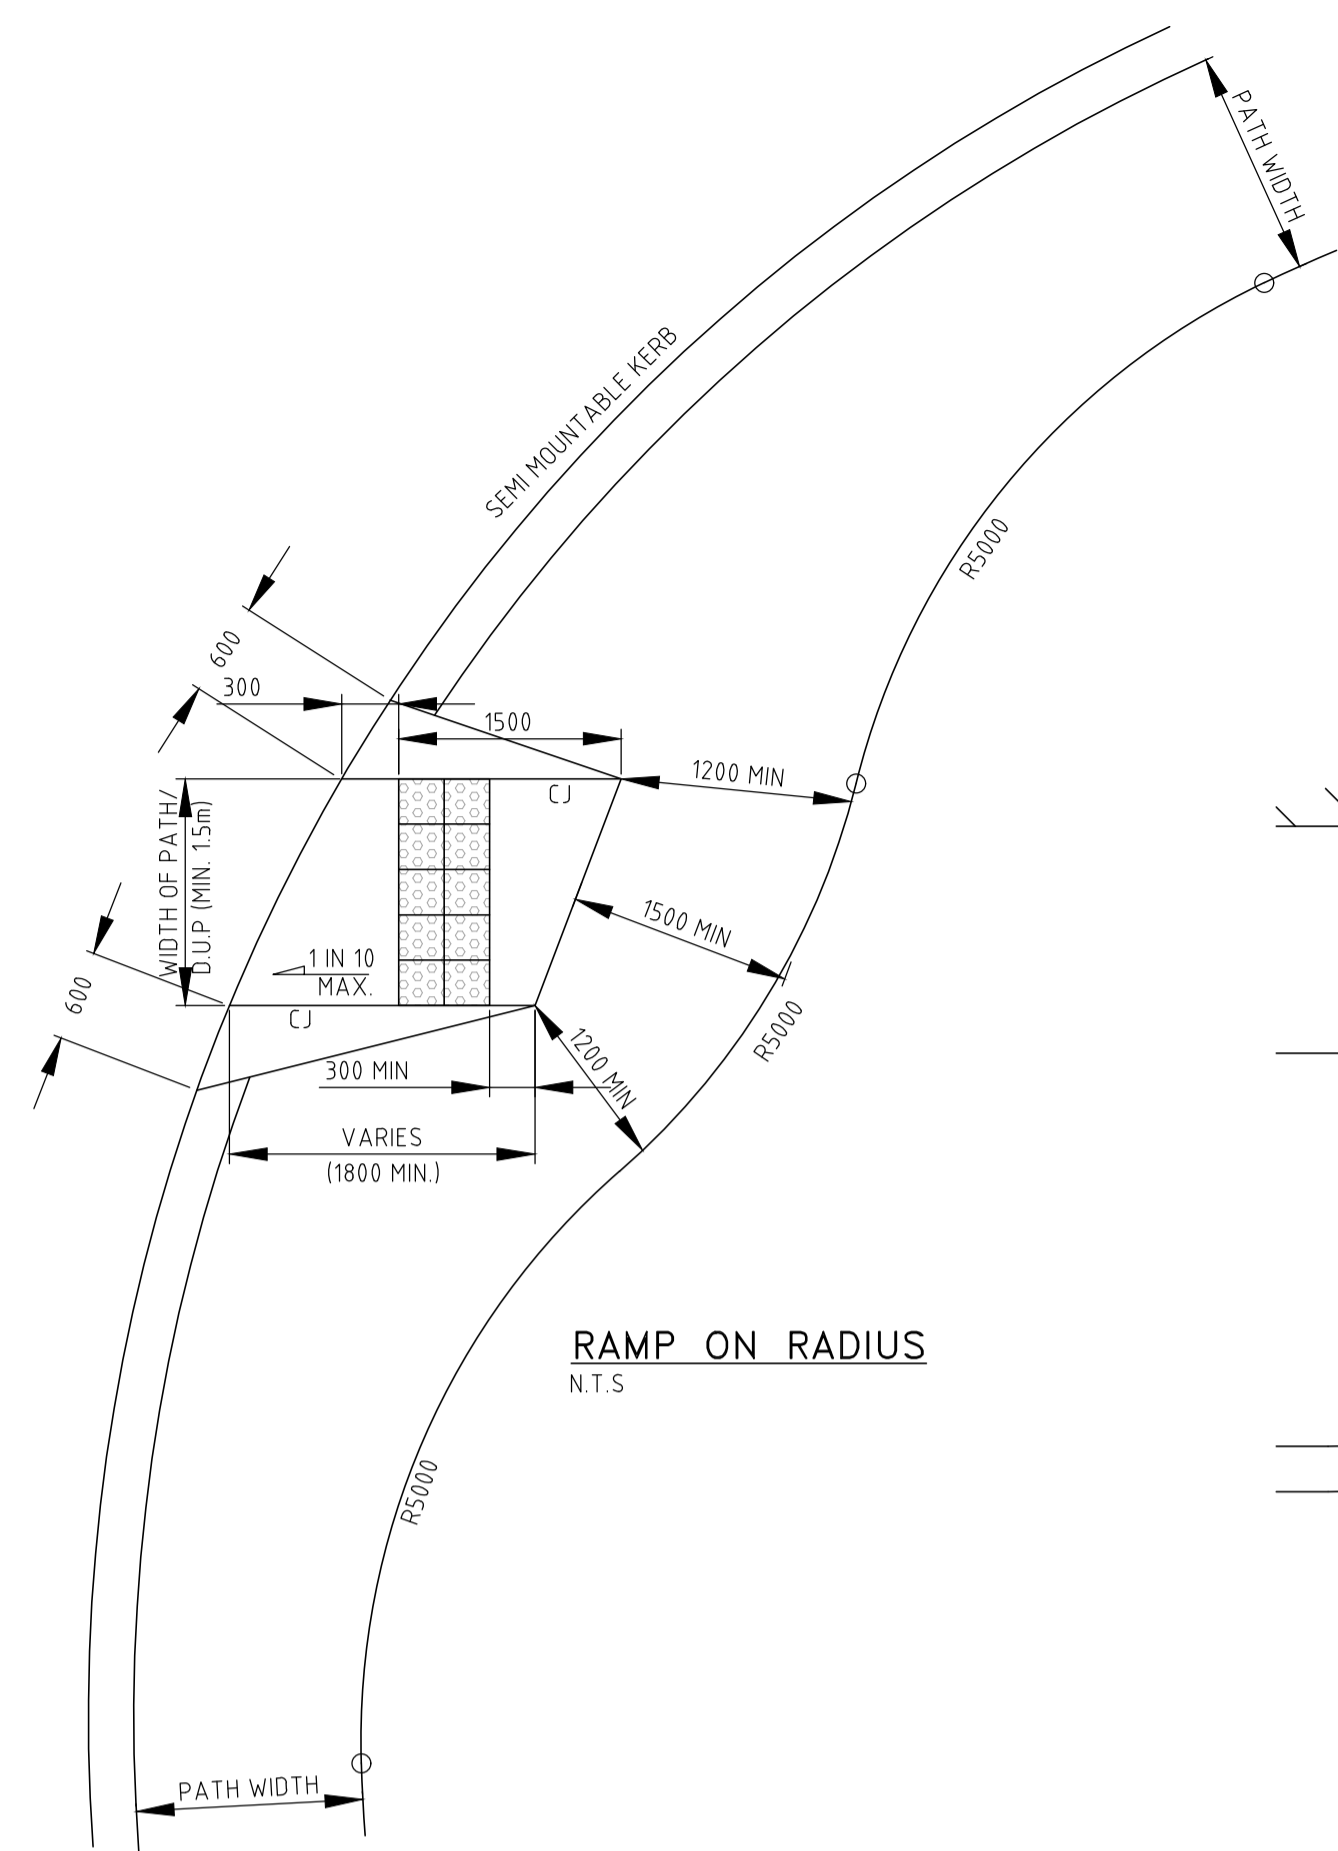 PATH WIDTH
SEMI MOUNTABLE KERB
R5000
600
300
1500
1200 MIN
CJ
WIDTH OF PATH/
D.U.P (MIN. 1.5m)
1500 MIN
1 IN 10
MAX.
600
CJ
R5000
1200 MIN
300 MIN
VARIES
(1800 MIN.)
RAMP ON RADIUS
N.T.S
R5000
PATH WIDTH